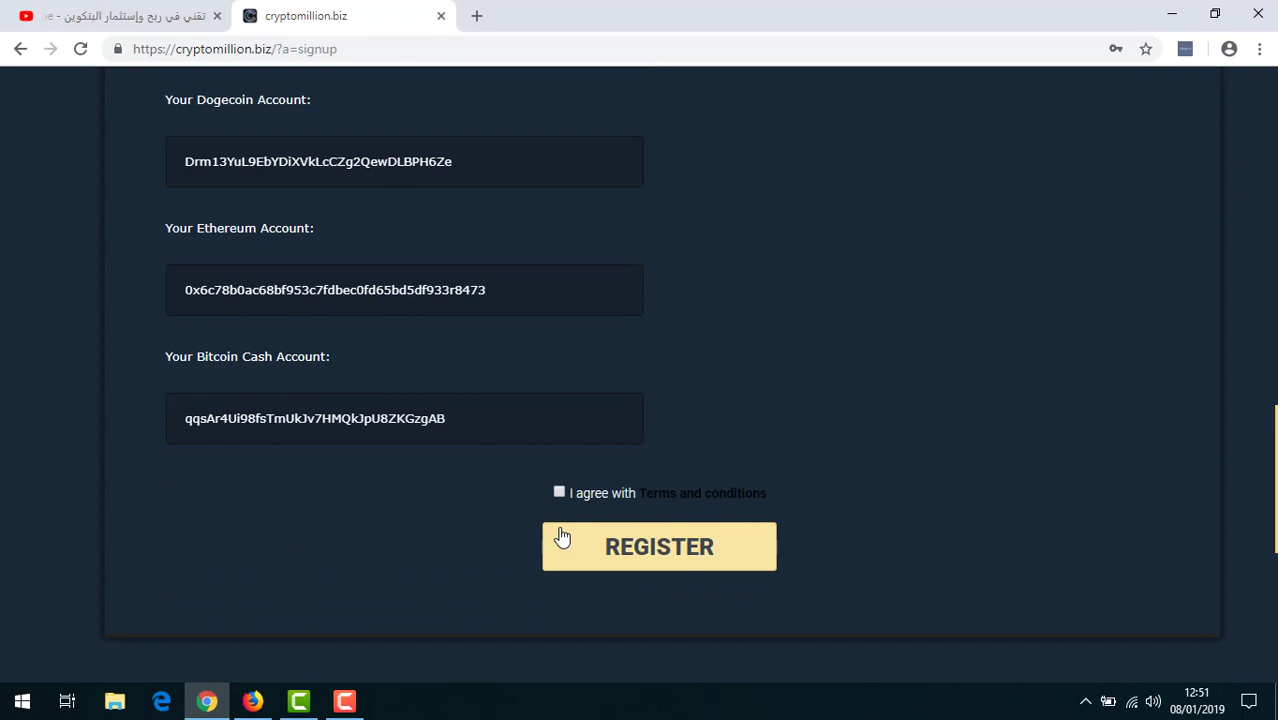 تقني في ربح وإستثمار البتكوين - be
cryptomillion.biz
https://cryptomillion.biz/?a=signup
Your Dogecoin Account:
Drm13YuL9EbYDiXVkLcCZg2QewDLBPH6Ze
Your Ethereum Account:
0x6c78b0ac68bf953c7fdbec0fd65bd5df933r8473
Your Bitcoin Cash Account:
qqsAr4Ui98fsTmUkJv7HMQkJpU8ZKGzgAB
I agree with Terms and conditions
REGISTER
12:51
08/01/2019